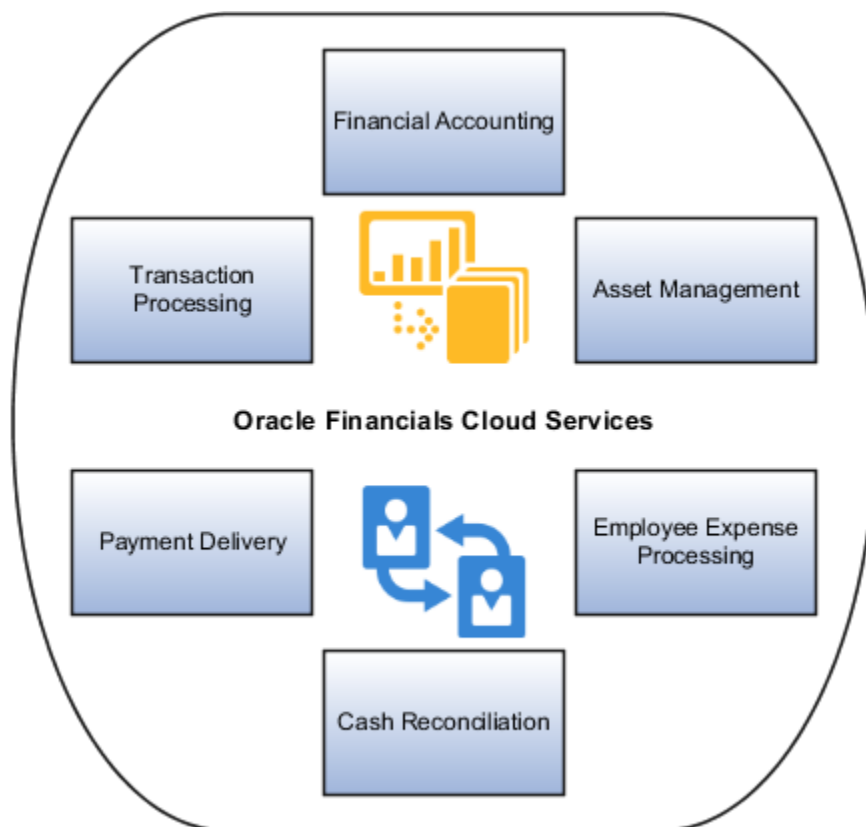 Financial Accounting
Transaction
Processing
Asset Management
Oracle Financials Cloud Services
Payment Delivery
Employee Expense
Processing
Cash Reconciliation